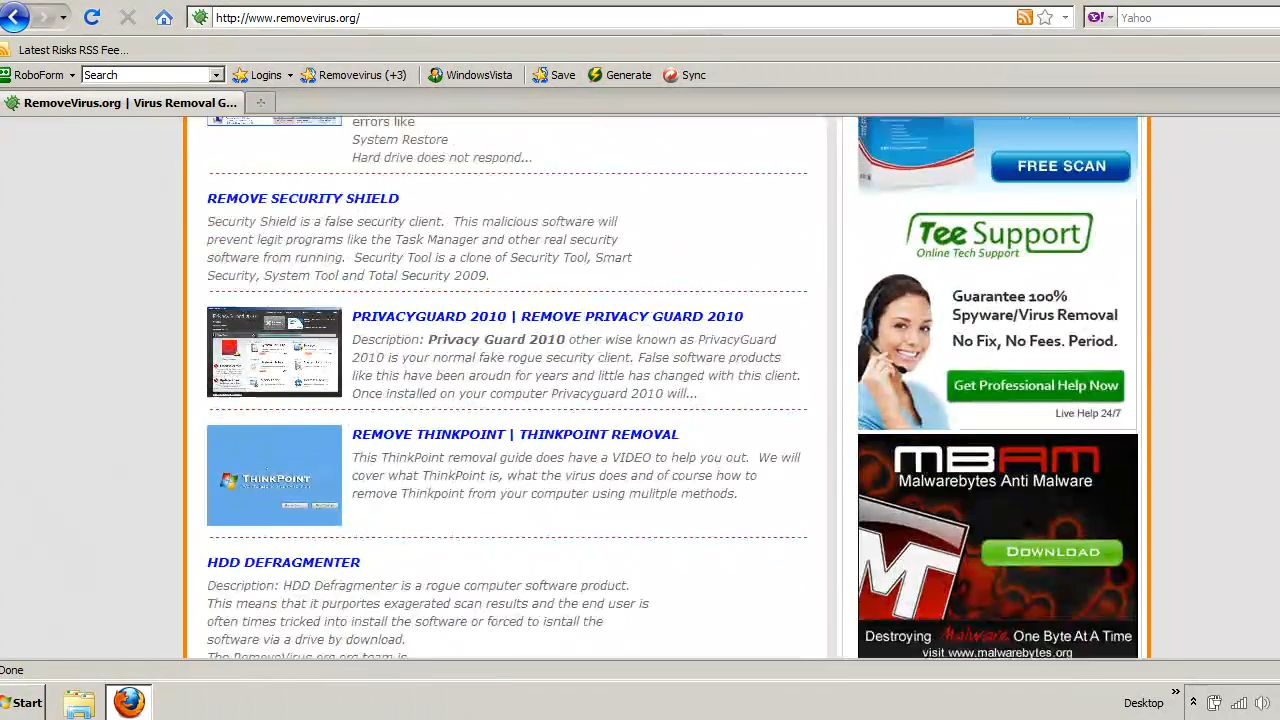 http://www.removevirus.org/
Yahoo
Latest Risks RSS Fee...
RoboForm
Search
Logins
Removevirus (+3)
WindowsVista
Save
Generate
Sync
RemoveVirus.org | Virus Removal G...
errors like
System Restore
Hard drive does not respond...
REMOVE SECURITY SHIELD
Security Shield is a false security client. This malicious software will
prevent legit programs like the Task Manager and other real security
software from running. Security Tool is a clone of Security Tool, Smart
Security, System Tool and Total Security 2009.
PRIVACYGUARD 2010 | REMOVE PRIVACY GUARD 2010
Description: Privacy Guard 2010 other wise known as PrivacyGuard
2010 is your normal fake rogue security client. False software products
like this have been aroudn for years and little has changed with this client.
Once installed on your computer Privacyguard 2010 will...
THINKPOINT
REMOVE THINKPOINT | THINKPOINT REMOVAL
This ThinkPoint removal guide does have a VIDEO to help you out. We will
cover what ThinkPoint is, what the virus does and of course how to
remove Thinkpoint from your computer using mulitple methods.
HDD DEFRAGMENTER
Description: HDD Defragmenter is a rogue computer software product.
This means that it purportes exagerated scan results and the end user is
often times tricked into install the software or forced to isntall the
software via a drive by download.
The RemoveVirus.org.org team is
FREE SCAN
Tee Support
Online Tech Support
Guarantee 100%
Spyware/Virus Removal
No Fix, No Fees. Period.
Get Professional Help Now
Live Help 24/7
MBAM
Malwarebytes Anti Malware
DOWNLOAD
Destroying Malware One Byte At A Time
visit www.malwarebytes.org
Done
Start
Desktop